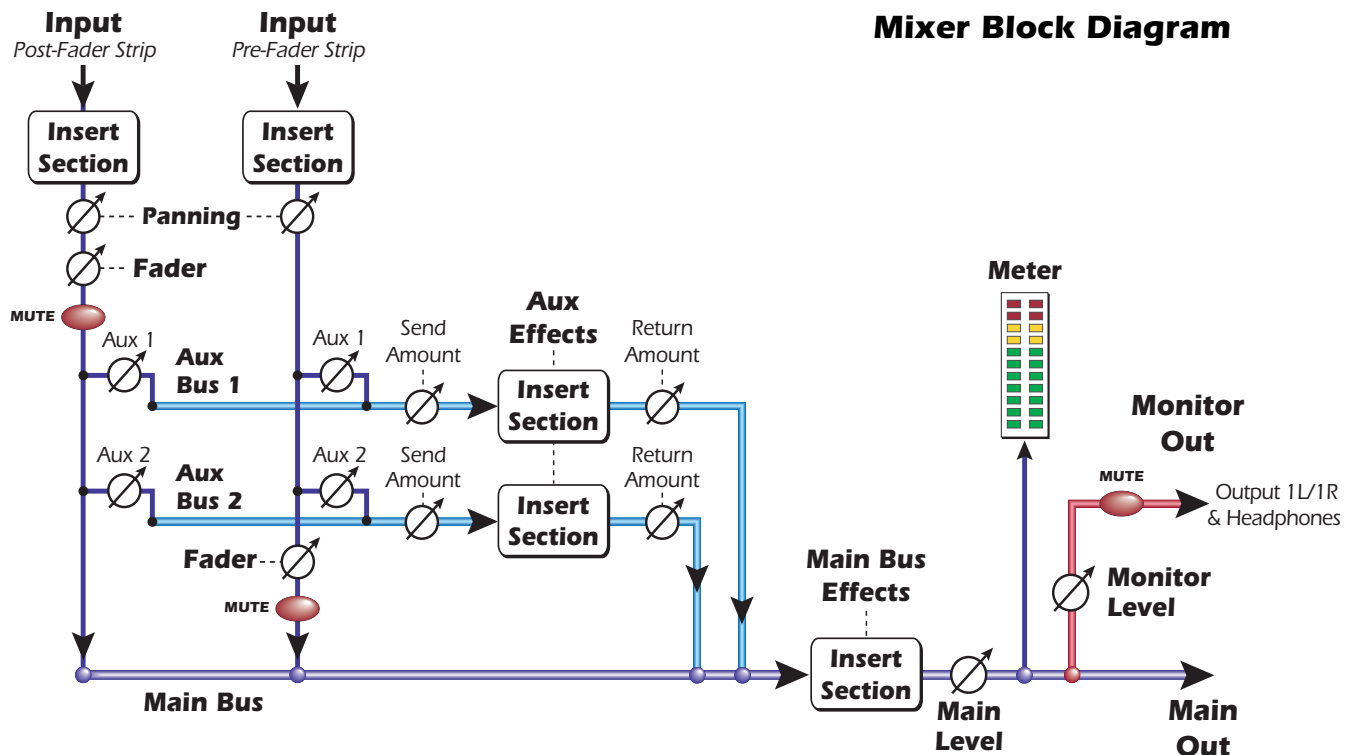 Mixer Block Diagram
Input
Post-Fader Strip
Input
Pre-Fader Strip
Insert
Section
Insert
Section
Panning
Fader
MUTE
Aux 1
Aux
Bus 1
Aux 1
Send
Amount
Aux
Effects
Return
Amount
Insert
Section
Aux 2
Aux
Bus 2
Aux 2
Send
Amount
Return
Amount
Insert
Section
Fader
MUTE
Main Bus
Main Bus
Effects
Insert
Section
Main
Level
Meter
Monitor
Out
MUTE
Output 1L/1R
& Headphones
Monitor
Level
Main
Out